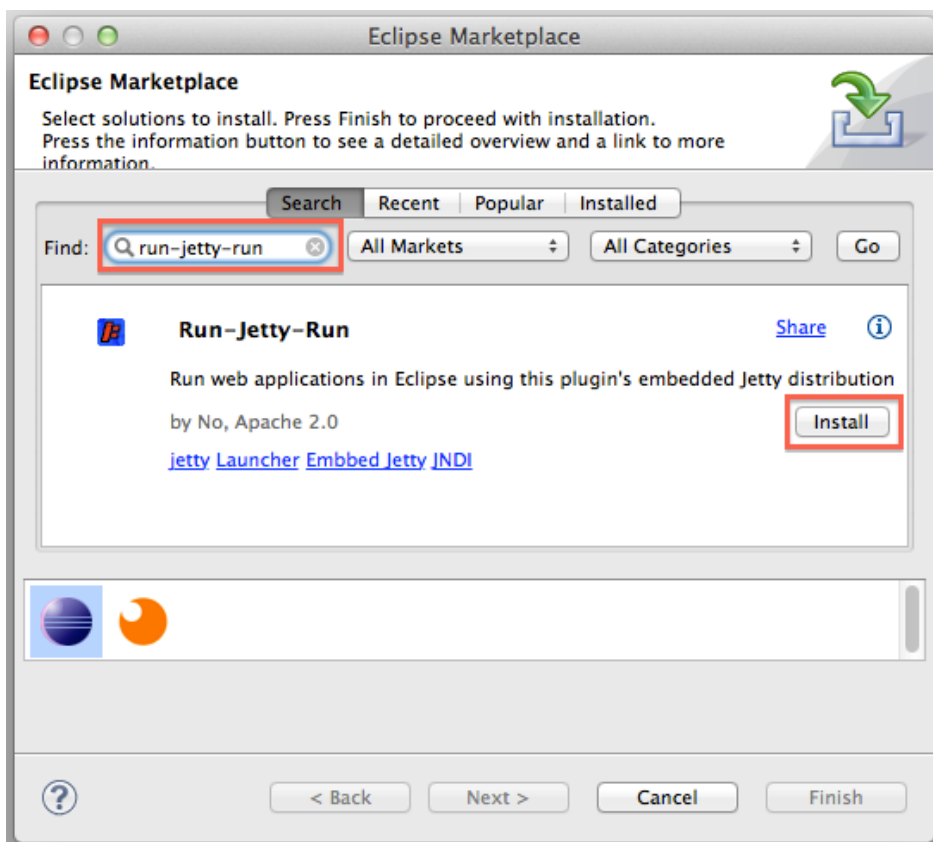 Eclipse Marketplace
Eclipse Marketplace
Select solutions to install. Press Finish to proceed with installation.
Press the information button to see a detailed overview and a link to more
information.
Search Recent Popular Installed
Find: run-jetty-run All Markets All Categories Go
Run-Jetty-Run Share
Run web applications in Eclipse using this plugin's embedded Jetty distribution
by No, Apache 2.0 Install
jetty Launcher Embbed Jetty JNDI
< Back Next > Cancel Finish